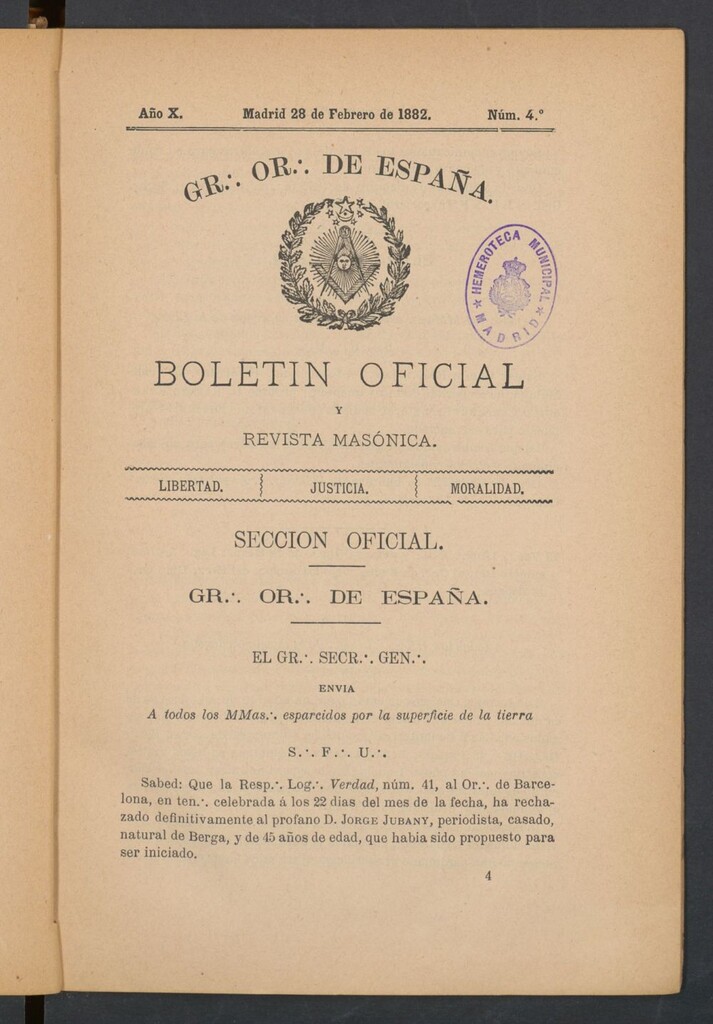 Año X. Madrid 28 de Febrero de 1882. Núm. 4.º
GR.·. OR.·. DE ESPAÑA.
HEMEROTECA MUNICIPAL
★ MADRID ★
BOLETIN OFICIAL
Y
REVISTA MASÓNICA.
LIBERTAD. JUSTICIA. MORALIDAD.
SECCION OFICIAL.
GR.·. OR.·. DE ESPAÑA.
EL GR.·. SECR.·. GEN.·.
ENVIA
A todos los MMas.·. esparcidos por la superficie de la tierra
S.·. F.·. U.·.
Sabed: Que la Resp.·. Log.·. Verdad, núm. 41, al Or.·. de Barce-
lona, en ten.·. celebrada á los 22 dias del mes de la fecha, ha recha-
zado definitivamente al profano D. JORGE JUBANY, periodista, casado,
natural de Berga, y de 45 años de edad, que habia sido propuesto para
ser iniciado.
4